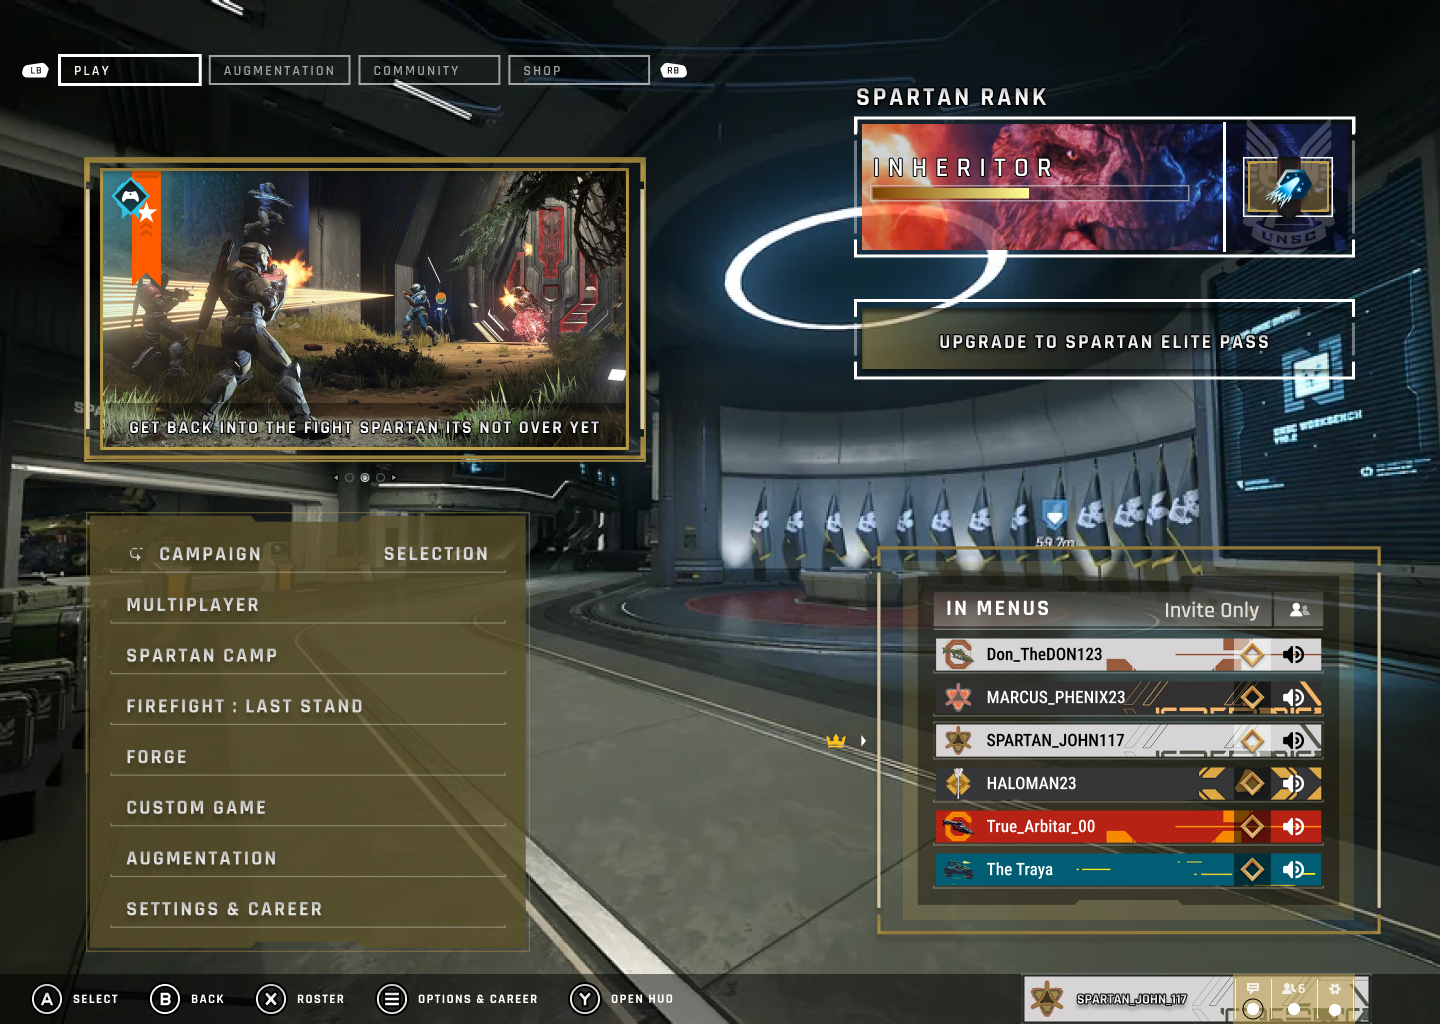 LB
PLAY
AUGMENTATION
COMMUNITY
SHOP
RB
SPARTAN RANK
INHERITOR
UNSC
UPGRADE TO SPARTAN ELITE PASS
GET BACK INTO THE FIGHT SPARTAN ITS NOT OVER YET
CAMPAIGN SELECTION
MULTIPLAYER
SPARTAN CAMP
FIREFIGHT : LAST STAND
FORGE
CUSTOM GAME
AUGMENTATION
SETTINGS & CAREER
WORKBENCH
59.7m
IN MENUS Invite Only
Don_TheDON123
MARCUS_PHENIX23
SPARTAN_JOHN117
HALOMAN23
True_Arbitar_00
The Traya
A SELECT
B BACK
X ROSTER
OPTIONS & CAREER
Y OPEN HUD
SPARTAN_JOHN_117
6